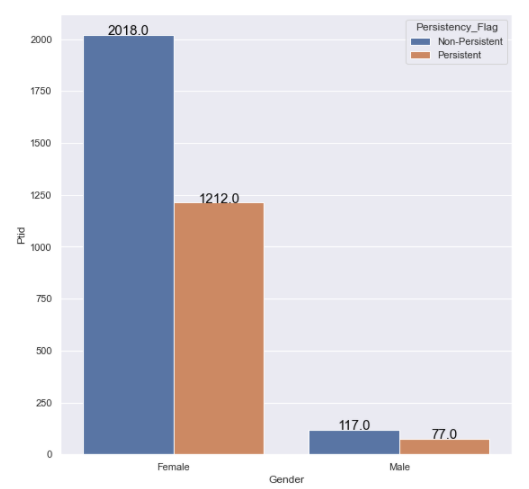 Persistency_Flag
Non-Persistent
Persistent
2018.0
1212.0
117.0
77.0
2000
1750
1500
1250
1000
750
500
250
0
Ptid
Female
Male
Gender